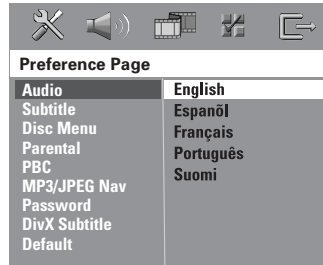 Preference Page
Audio
Subtitle
Disc Menu
Parental
PBC
MP3/JPEG Nav
Password
DivX Subtitle
Default
English
Espanõl
Français
Português
Suomi